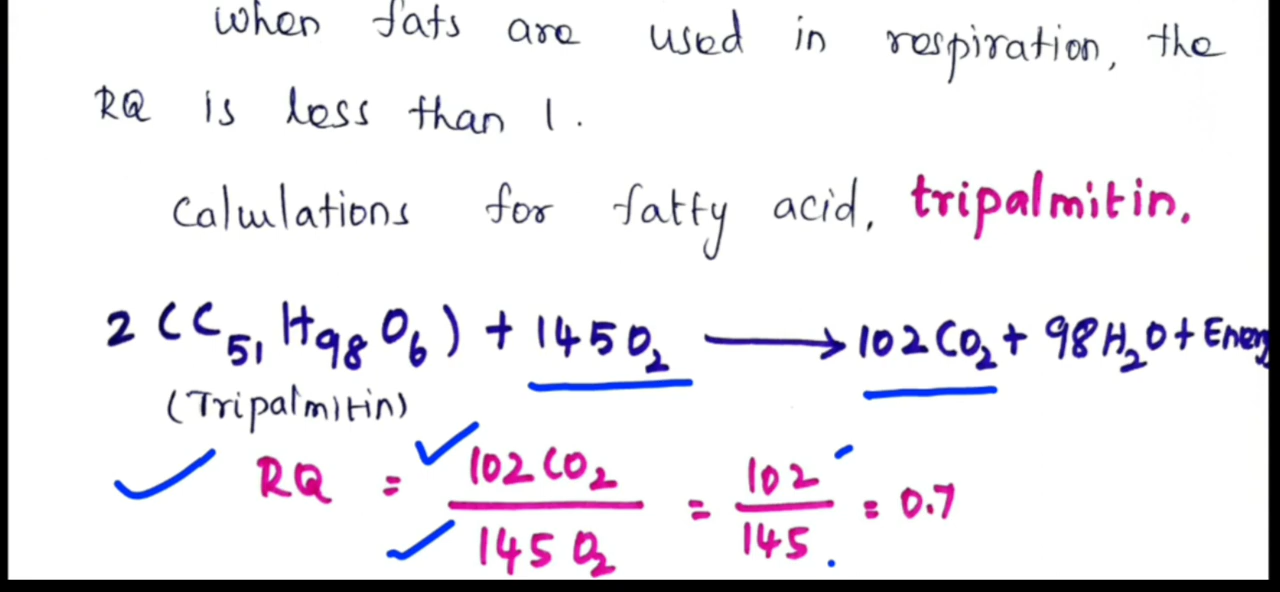 when fats are used in respiration, the
RQ is less than 1.
Calculations for fatty acid, tripalmitin.
2 (C₅₁H₉₈O₆) + 145O₂ ⟶ 102CO₂ + 98H₂O + Energ
(Tripalmitin)
RQ = 102CO₂/145O₂ = 102/145 = 0.7